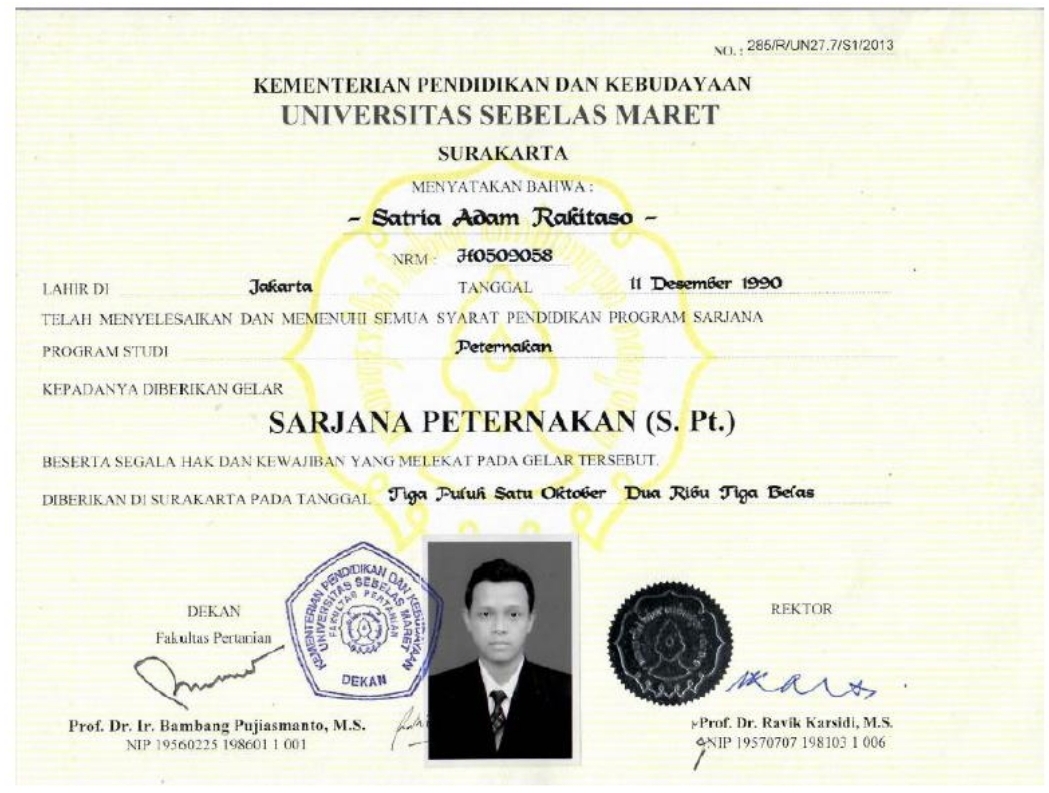 NO. : 285/R/UN27.7/S1/2013
KEMENTERIAN PENDIDIKAN DAN KEBUDAYAAN
UNIVERSITAS SEBELAS MARET
SURAKARTA
MENYATAKAN BAHWA :
- Satria Adam Rakitaso -
NRM : H0509058
LAHIR DI Jakarta TANGGAL 11 Desember 1990
TELAH MENYELESAIKAN DAN MEMENUHI SEMUA SYARAT PENDIDIKAN PROGRAM SARJANA
PROGRAM STUDI Peternakan
KEPADANYA DIBERIKAN GELAR
SARJANA PETERNAKAN (S. Pt.)
BESERTA SEGALA HAK DAN KEWAJIBAN YANG MELEKAT PADA GELAR TERSEBUT.
DIBERIKAN DI SURAKARTA PADA TANGGAL Tiga Puluh Satu Oktober Dua Ribu Tiga Belas
DEKAN
Fakultas Pertanian
KEMENTERIAN PENDIDIKAN DAN KEBUDAYAAN
UNIVERSITAS SEBELAS MARET
FAKULTAS PERTANIAN
DEKAN
REKTOR
Prof. Dr. Ir. Bambang Pujiasmanto, M.S.
NIP 19560225 198601 1 001
Prof. Dr. Ravik Karsidi, M.S.
NIP 19570707 198103 1 006